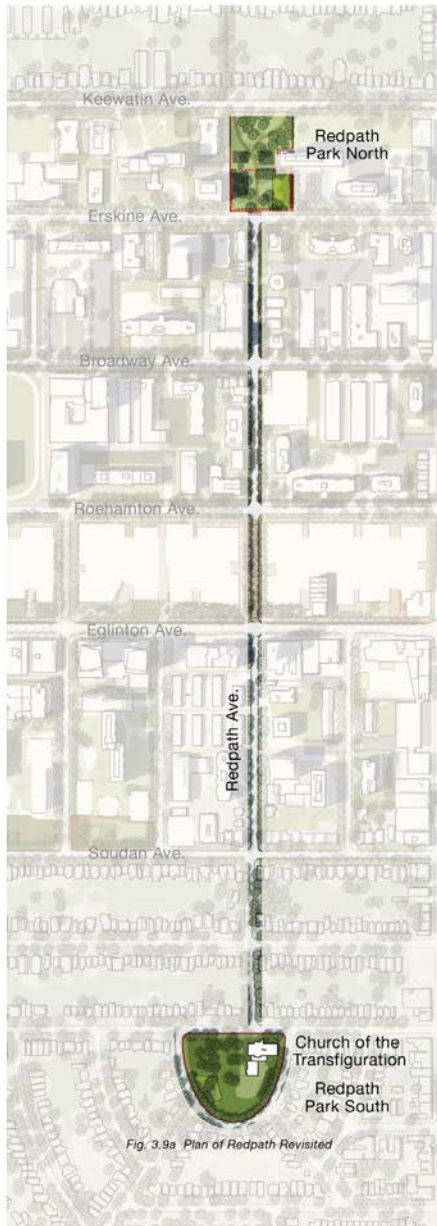 Keewatin Ave.
Redpath
Park North
Erskine Ave.
Broadway Ave.
Roehamton Ave.
Eglinton Ave.
Redpath Ave.
Soudan Ave.
Church of the
Transfiguration
Redpath
Park South
Fig. 3.9a Plan of Redpath Revisited